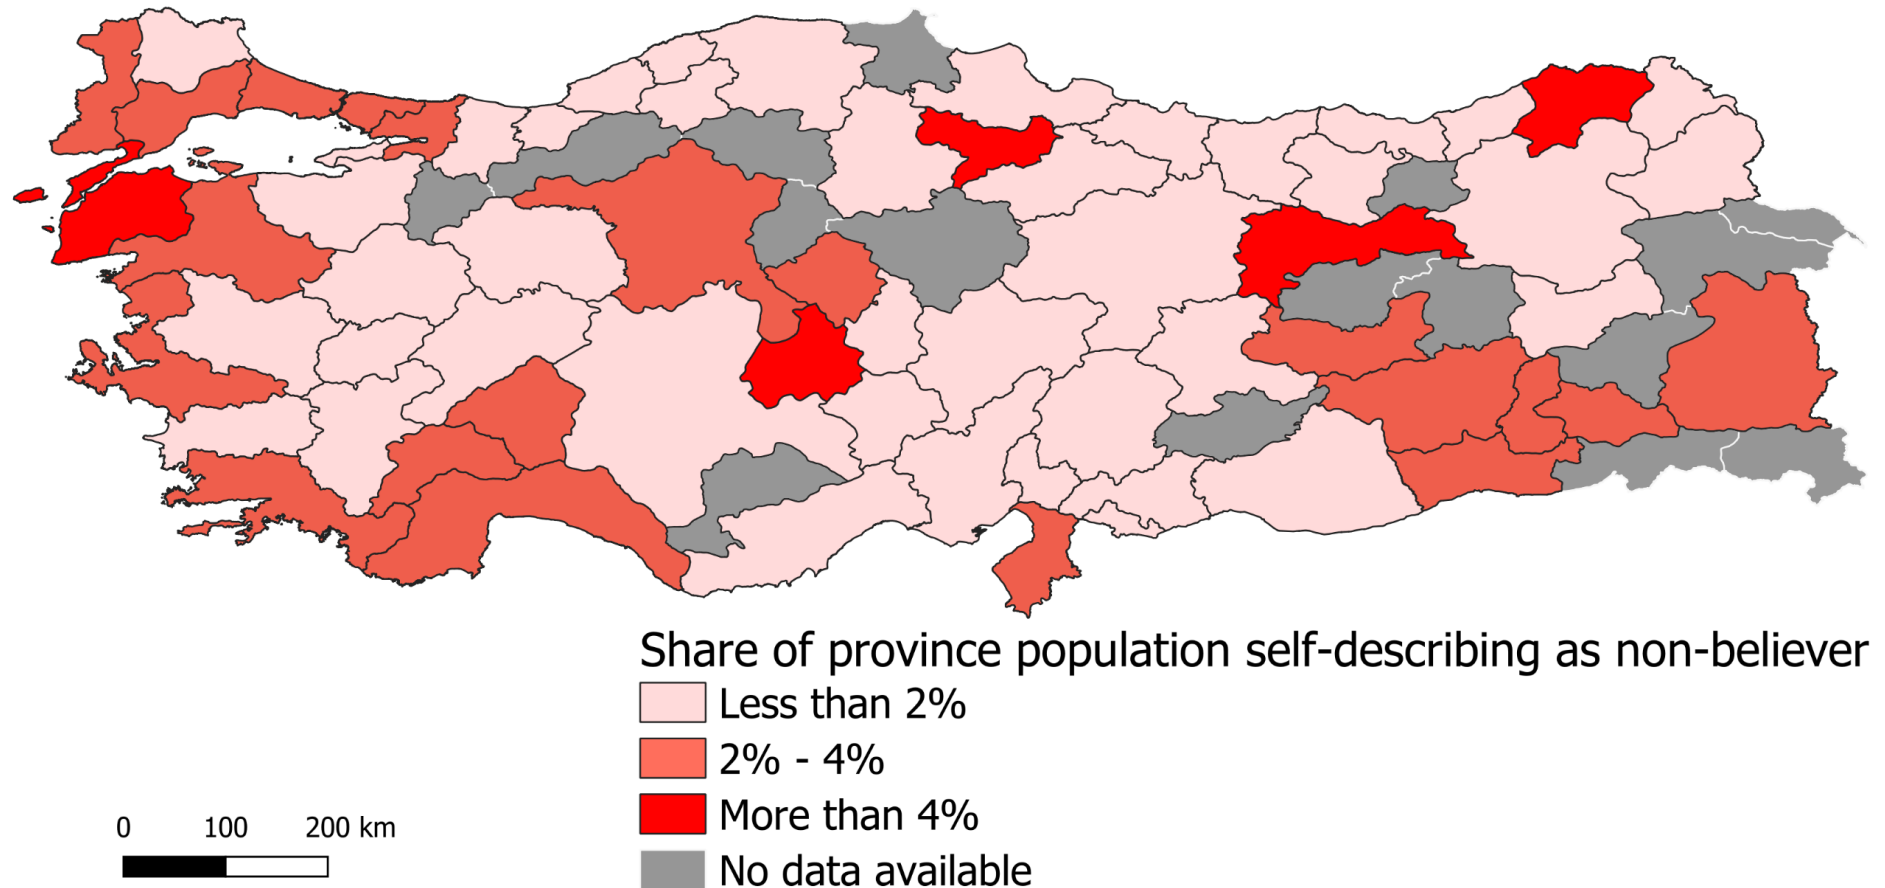 Share of province population self-describing as non-believer
Less than 2%
2% - 4%
More than 4%
No data available
0 100 200 km